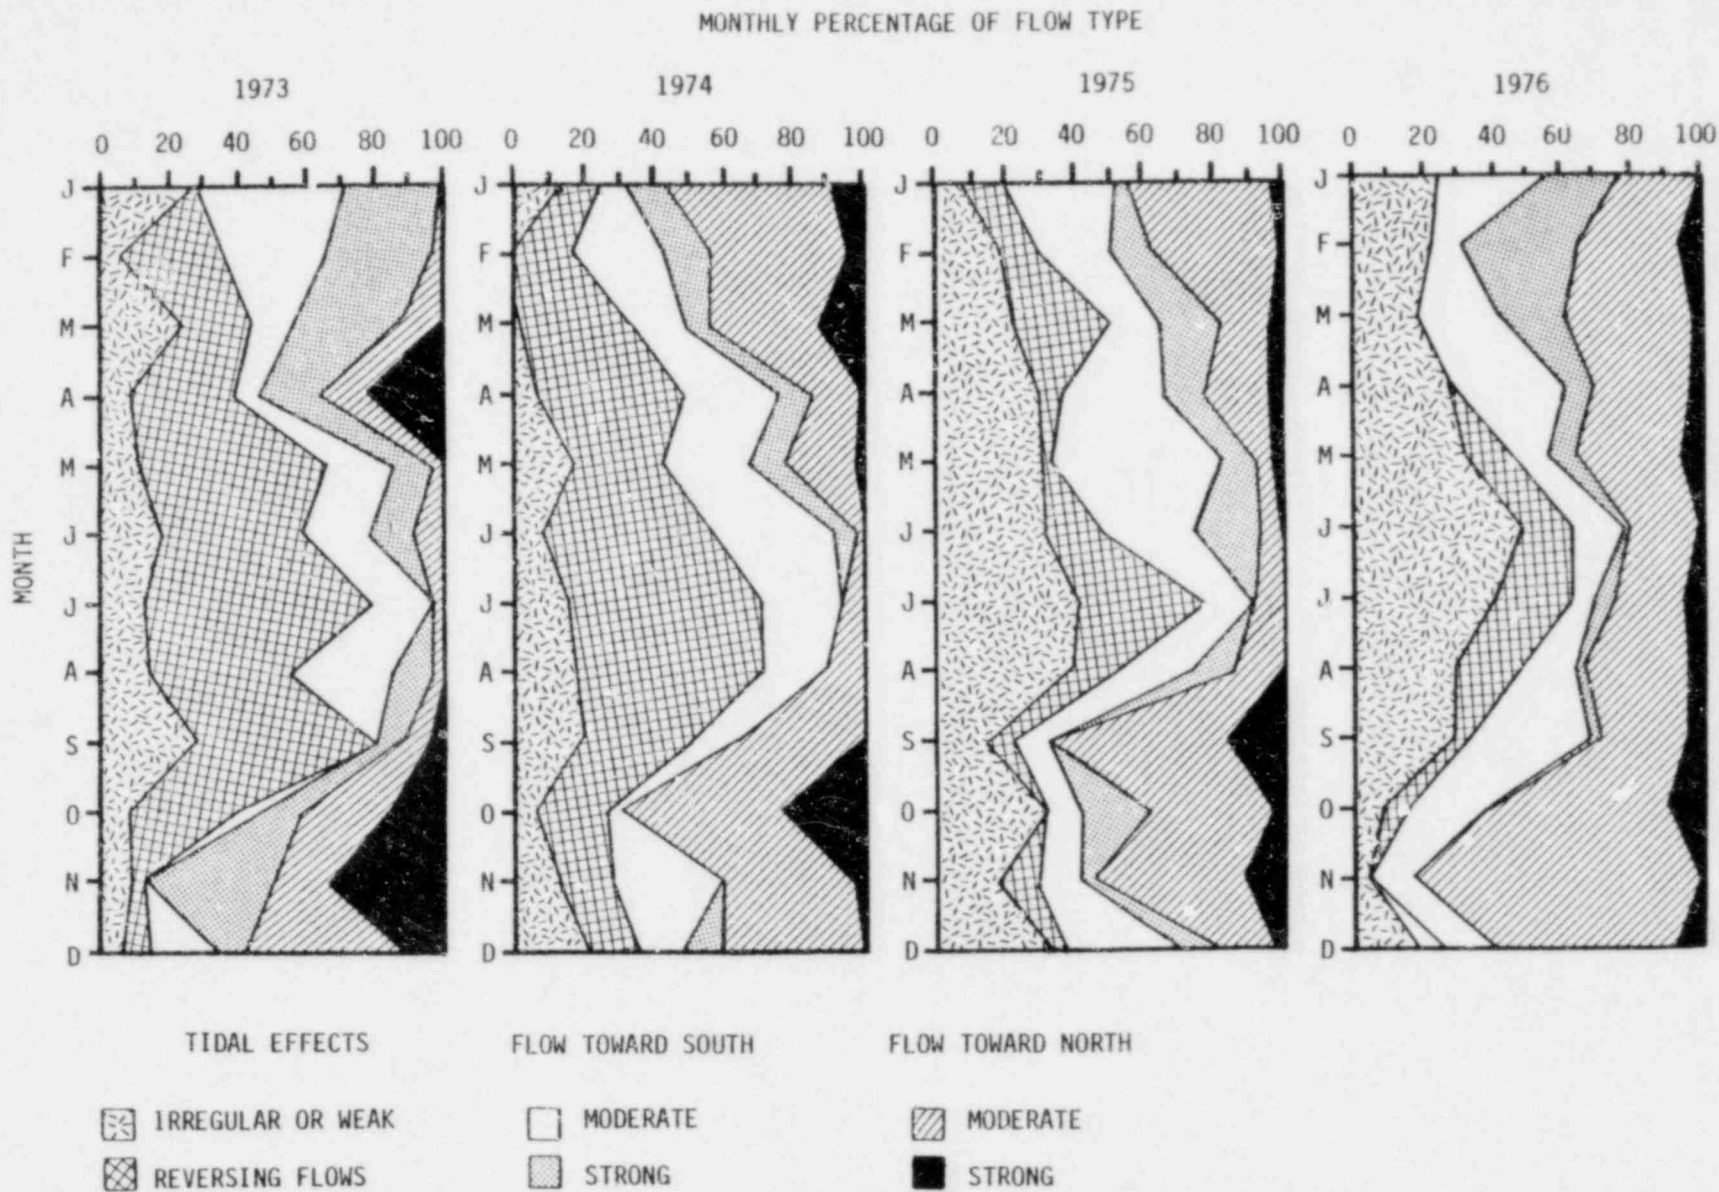 MONTHLY PERCENTAGE OF FLOW TYPE
1973 1974 1975 1976
0 20 40 60 80 100 0 20 40 60 80 100 0 20 40 60 80 100 0 20 40 60 80 100
J J J J
F F F F
M M M M
A A A A
M M M M
J J J J
J J J J
A A A A
S S S S
O O O O
N N N N
D D D D
MONTH
TIDAL EFFECTS FLOW TOWARD SOUTH FLOW TOWARD NORTH
IRREGULAR OR WEAK MODERATE MODERATE
REVERSING FLOWS STRONG STRONG